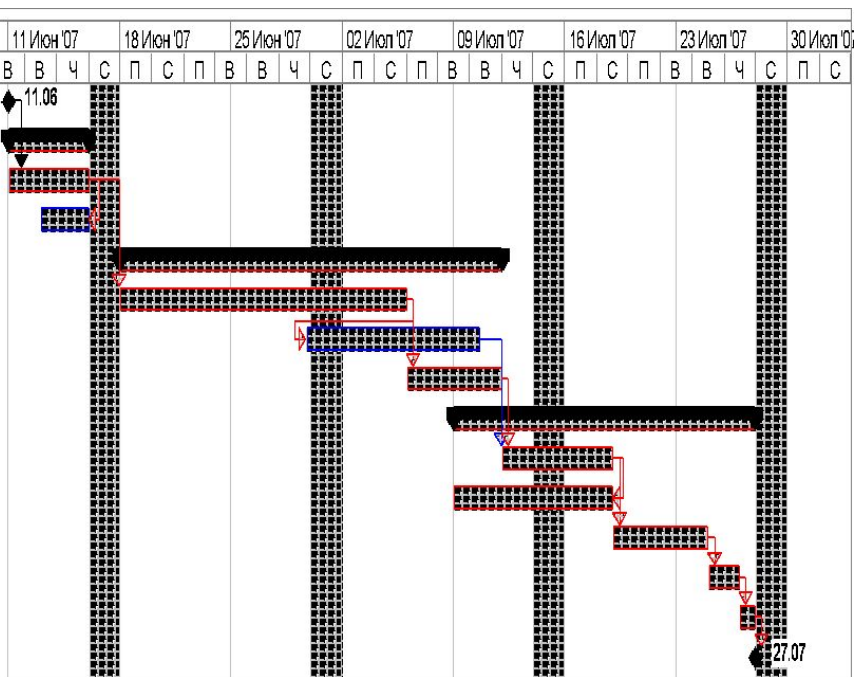 11 Июн '07 18 Июн '07 25 Июн '07 02 Июл '07 09 Июл '07 16 Июл '07 23 Июл '07 30 Июл '07
В В Ч С П С П В В Ч С П С П В В Ч С П С П В В Ч С П С
11.06
27.07